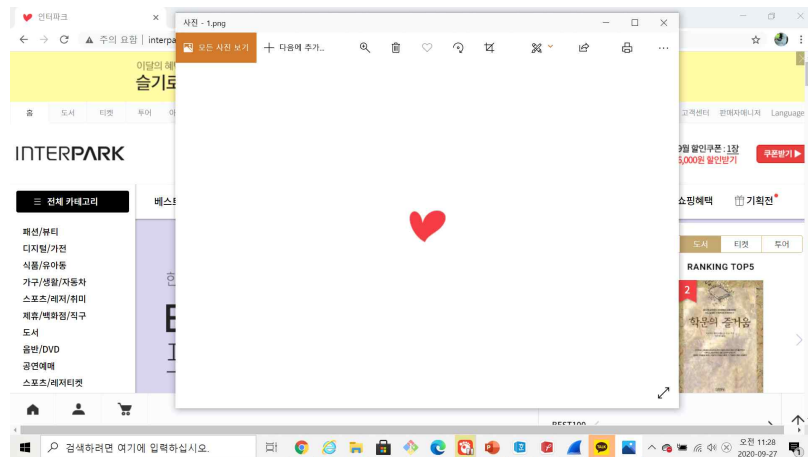 인터파크
사진 - 1.png
주의 요함 | interpa
모든 사진 보기
다음에 추가...
이달의 혜
슬기로
홈
도서
티켓
투어
아
고객센터
판매자매니저
Language
INTERPARK
9월 할인쿠폰 : 1장
5,000원 할인받기
쿠폰받기
전체 카테고리
베스트
쇼핑혜택
기획전
패션/뷰티
디지털/가전
식품/유아동
가구/생활/자동차
스포츠/레저/취미
제휴/백화점/직구
도서
음반/DVD
공연예매
스포츠/레저티켓
한
도서
티켓
투어
RANKING TOP5
2
학문의 즐거움
BEST100
검색하려면 여기에 입력하십시오.
오전 11:28
2020-09-27